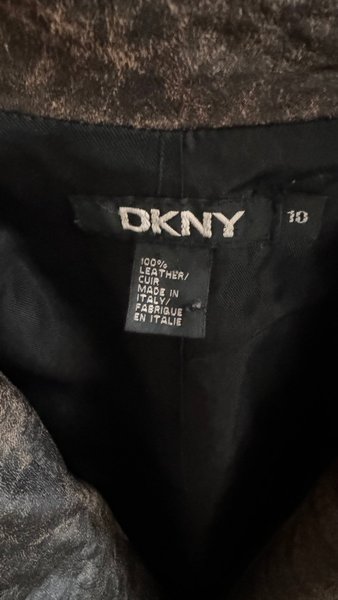 DKNY
10
100%
LEATHER/
CUIR
MADE IN
ITALY/
FABRIQUE
EN ITALIE